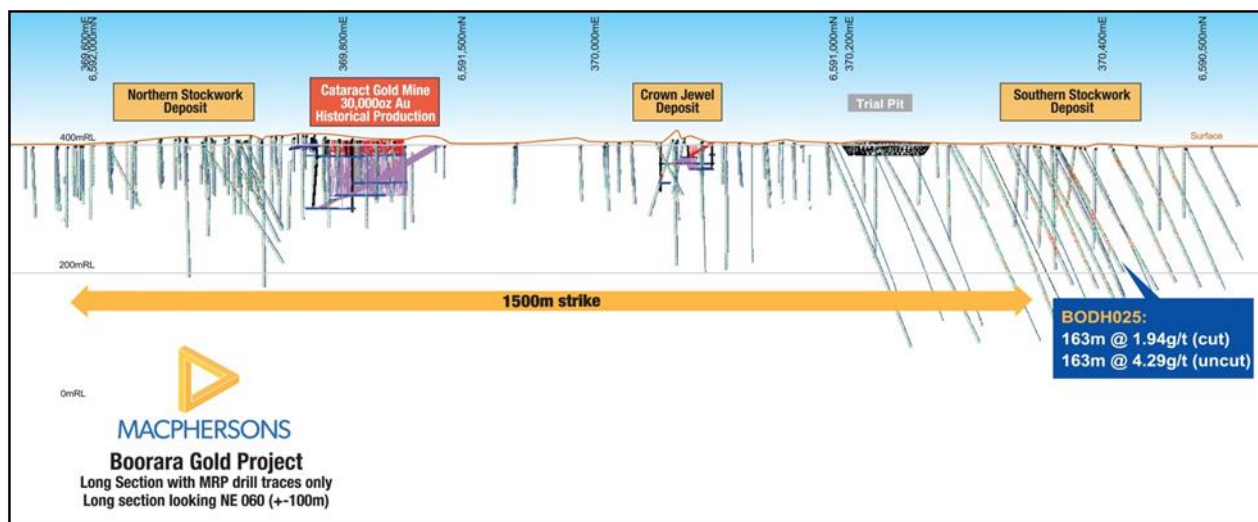 369,600mE
6,592,000mN
369,800mE
6,591,500mN
370,000mE
6,591,000mN
370,200mE
370,400mE
6,590,500mN
Northern Stockwork
Deposit
Cataract Gold Mine
30,000oz Au
Historical Production
Crown Jewel
Deposit
Trial Pit
Southern Stockwork
Deposit
400mRL
Surface
200mRL
1500m strike
BODH025:
163m @ 1.94g/t (cut)
163m @ 4.29g/t (uncut)
0mRL
MACPHERSONS
Boorara Gold Project
Long Section with MRP drill traces only
Long section looking NE 060 (+-100m)